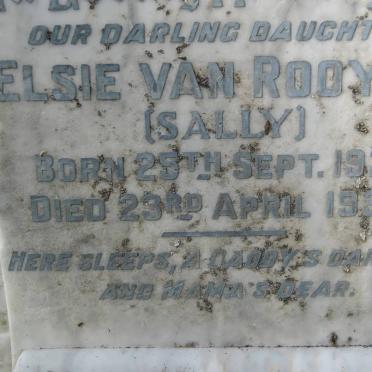 OUR DARLING DAUGHT
ELSIE VAN ROOY
(SALLY)
BORN 25TH SEPT. 19
DIED 23RD APRIL 19
HERE SLEEPS, A DADDY'S DA
AND MAMA'S DEAR.